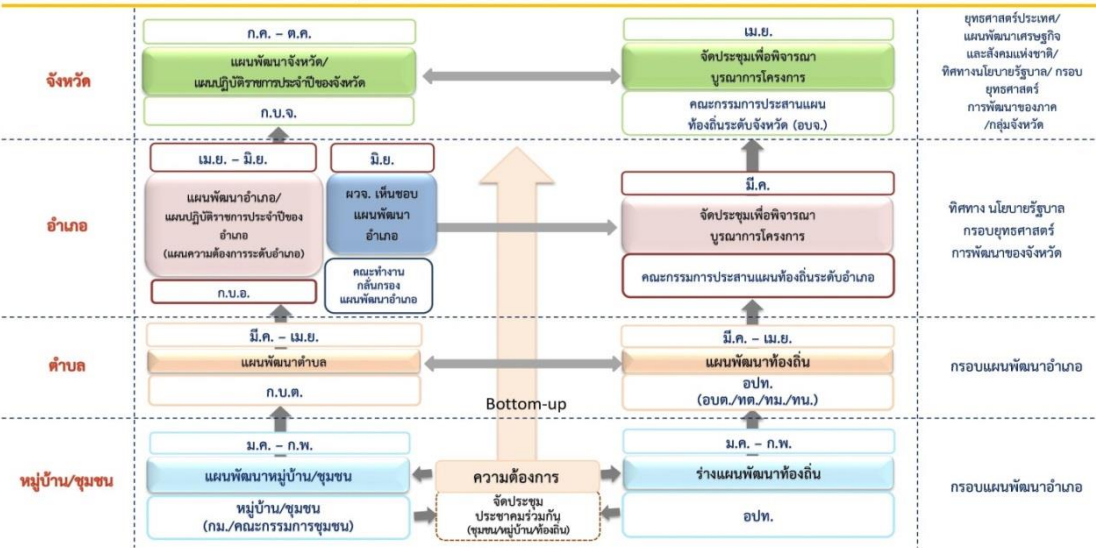 จังหวัด
ก.ค. – ต.ค.
แผนพัฒนาจังหวัด/
แผนปฏิบัติราชการประจำปีของจังหวัด
ก.บ.จ.
เม.ย.
จัดประชุมเพื่อพิจารณา
บูรณาการโครงการ
คณะกรรมการประสานแผน
ท้องถิ่นระดับจังหวัด (อบจ.)
ยุทธศาสตร์ประเทศ/
แผนพัฒนาเศรษฐกิจ
และสังคมแห่งชาติ/
ทิศทางนโยบายรัฐบาล/ กรอบ
ยุทธศาสตร์
การพัฒนาของภาค
/กลุ่มจังหวัด
อำเภอ
เม.ย. – มิ.ย.
แผนพัฒนาอำเภอ/
แผนปฏิบัติราชการประจำปีของ
อำเภอ
(แผนความต้องการระดับอำเภอ)
ก.บ.อ.
มิ.ย.
ผวจ. เห็นชอบ
แผนพัฒนา
อำเภอ
คณะทำงาน
กลั่นกรอง
แผนพัฒนาอำเภอ
มี.ค.
จัดประชุมเพื่อพิจารณา
บูรณาการโครงการ
คณะกรรมการประสานแผนท้องถิ่นระดับอำเภอ
ทิศทาง นโยบายรัฐบาล
กรอบยุทธศาสตร์
การพัฒนาของจังหวัด
ตำบล
มี.ค. – เม.ย.
แผนพัฒนาตำบล
ก.บ.ต.
Bottom-up
มี.ค. – เม.ย.
แผนพัฒนาท้องถิ่น
อปท.
(อบต./ทต./ทม./ทน.)
กรอบแผนพัฒนาอำเภอ
หมู่บ้าน/ชุมชน
ม.ค. – ก.พ.
แผนพัฒนาหมู่บ้าน/ชุมชน
หมู่บ้าน/ชุมชน
(กม./คณะกรรมการชุมชน)
ความต้องการ
จัดประชุม
ประชาคมร่วมกัน
(ชุมชน/หมู่บ้าน/ท้องถิ่น)
ม.ค. – ก.พ.
ร่างแผนพัฒนาท้องถิ่น
อปท.
กรอบแผนพัฒนาอำเภอ